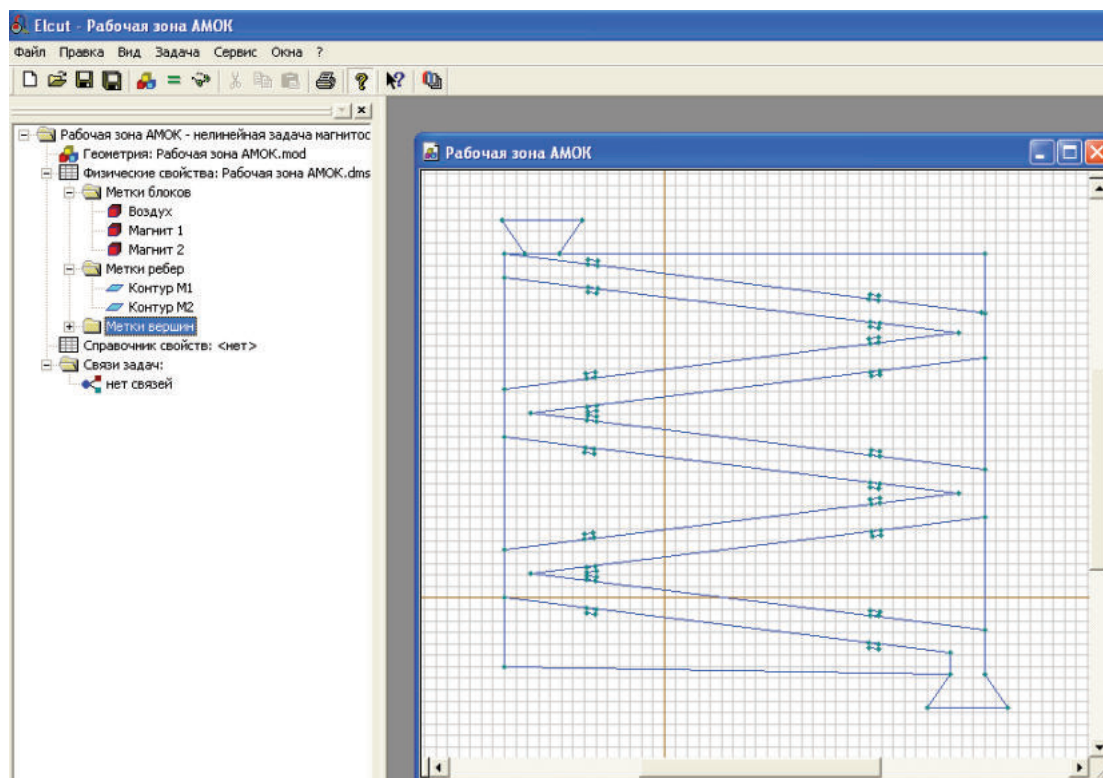 Elcut - Рабочая зона АМОК
Файл Правка Вид Задача Сервис Окна ?
Рабочая зона АМОК - нелинейная задача магнитос
Геометрия: Рабочая зона АМОК.mod
Физические свойства: Рабочая зона АМОК.dms
Метки блоков
Воздух
Магнит 1
Магнит 2
Метки ребер
Контур М1
Контур М2
Метки вершин
Справочник свойств: <нет>
Связи задач:
нет связей
Рабочая зона АМОК